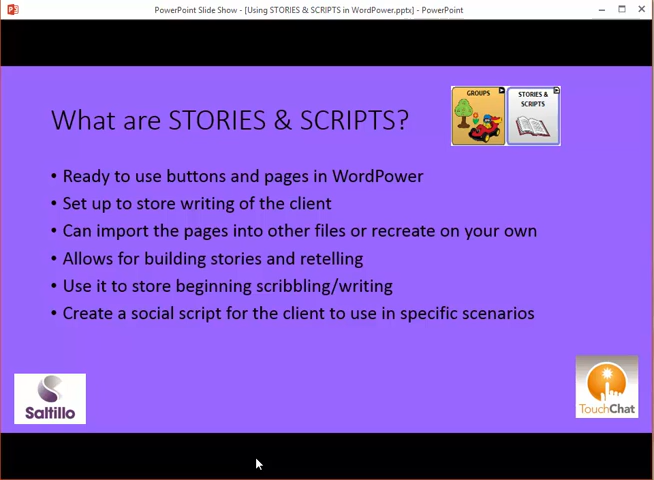 PowerPoint Slide Show - [Using STORIES & SCRIPTS in WordPower.pptx] - PowerPoint
GROUPS
STORIES &
SCRIPTS
What are STORIES & SCRIPTS?
• Ready to use buttons and pages in WordPower
• Set up to store writing of the client
• Can import the pages into other files or recreate on your own
• Allows for building stories and retelling
• Use it to store beginning scribbling/writing
• Create a social script for the client to use in specific scenarios
Saltillo
TouchChat